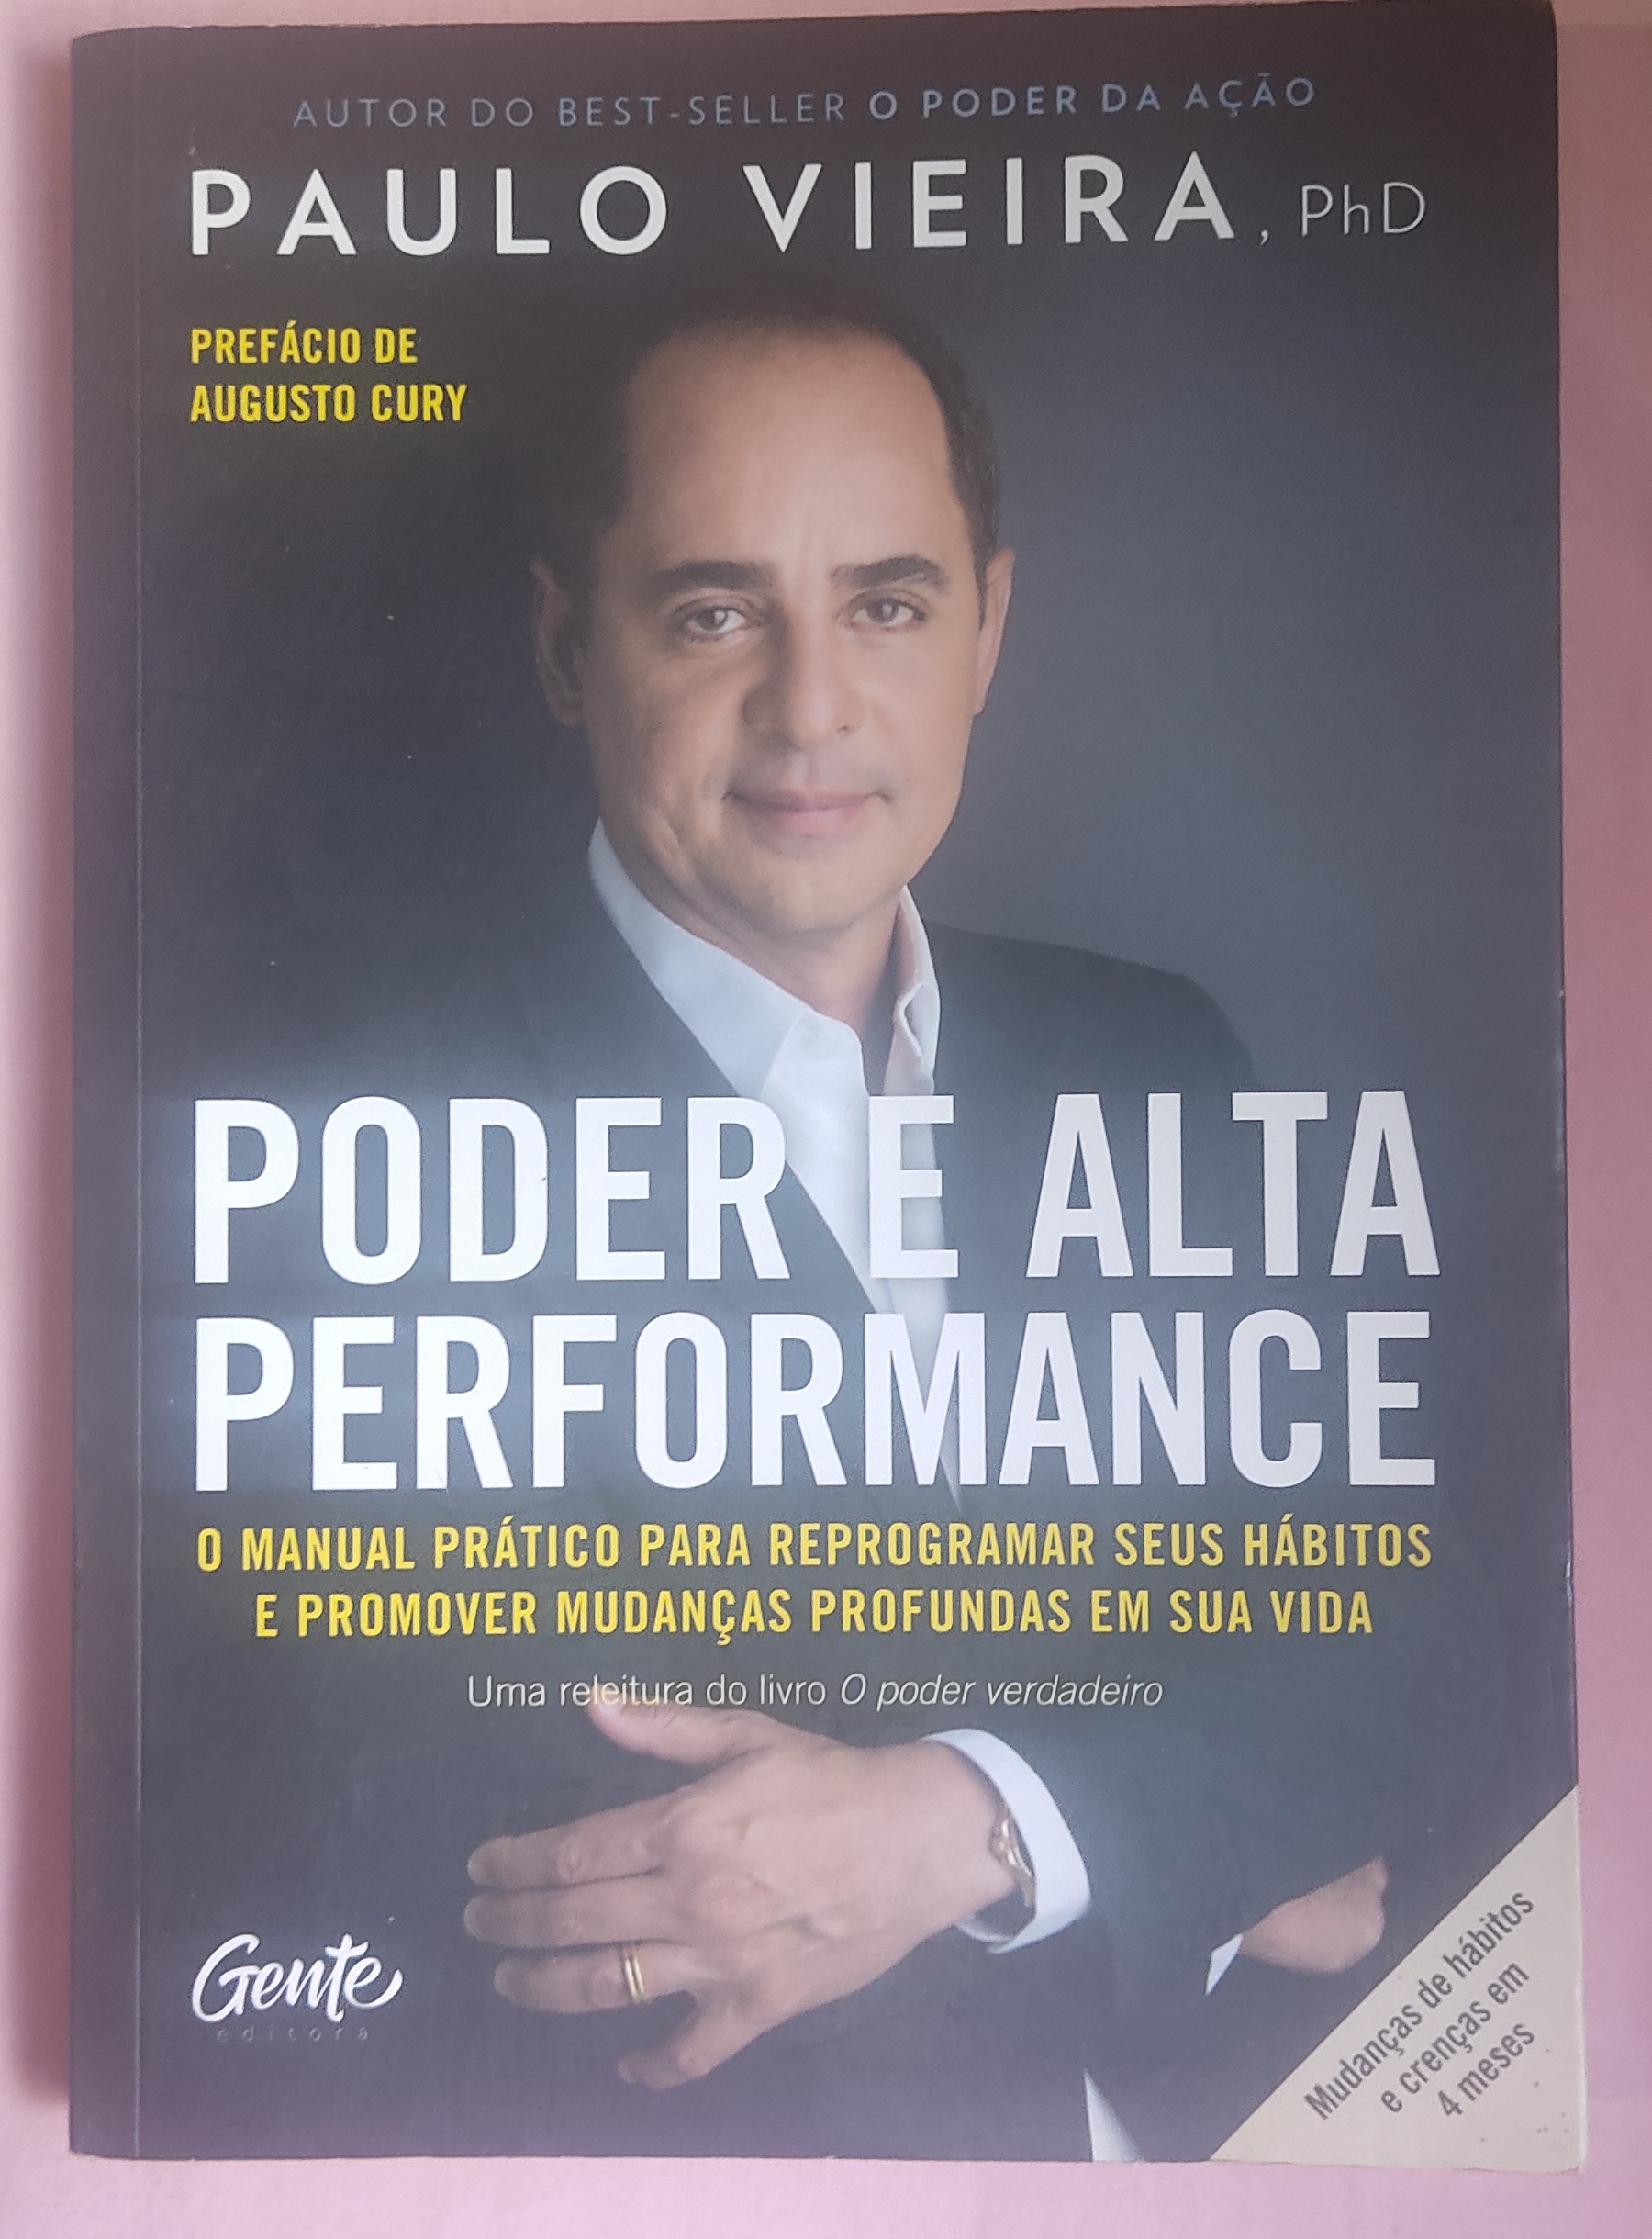 AUTOR DO BEST-SELLER O PODER DA AÇÃO
PAULO VIEIRA, PhD
PREFÁCIO DE
AUGUSTO CURY
PODER E ALTA
PERFORMANCE
O MANUAL PRÁTICO PARA REPROGRAMAR SEUS HÁBITOS
E PROMOVER MUDANÇAS PROFUNDAS EM SUA VIDA
Uma releitura do livro O poder verdadeiro
Gente
editora
Mudanças de hábitos
e crenças em
4 meses